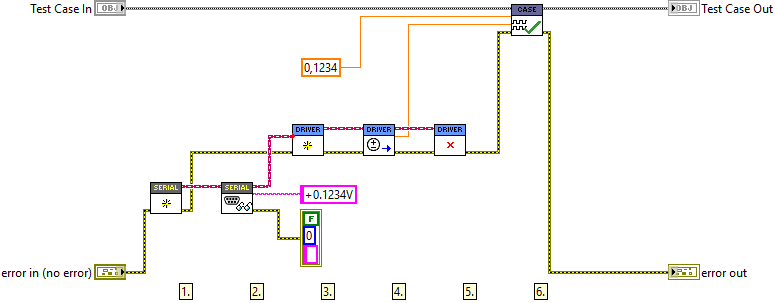 CASE
Test Case In OBJ OBJ Test Case Out
0,1234
DRIVER DRIVER DRIVER
SERIAL SERIAL
+0.1234V
F
0
error in (no error) error out
1. 2. 3. 4. 5. 6.